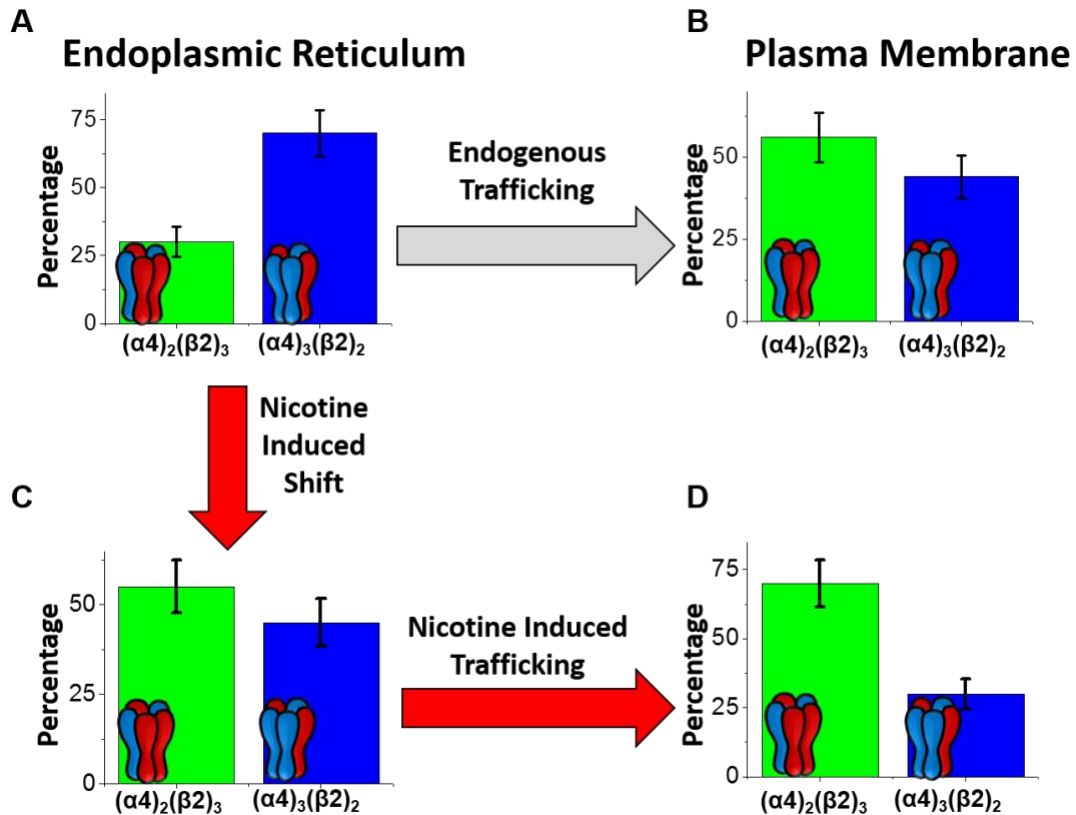 A
Endoplasmic Reticulum
Percentage
75
50
25
0
(α4)₂(β2)₃
(α4)₃(β2)₂
Endogenous
Trafficking
B
Plasma Membrane
Percentage
50
25
0
(α4)₂(β2)₃
(α4)₃(β2)₂
Nicotine
Induced
Shift
C
Percentage
50
25
0
(α4)₂(β2)₃
(α4)₃(β2)₂
Nicotine Induced
Trafficking
D
Percentage
75
50
25
0
(α4)₂(β2)₃
(α4)₃(β2)₂